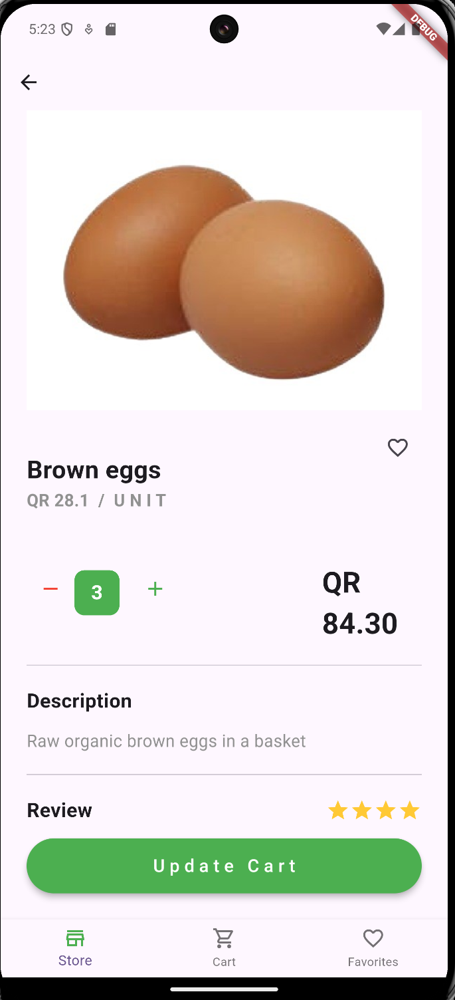 5:23
DEBUG
Brown eggs
QR 28.1 / UNIT
3
QR
84.30
Description
Raw organic brown eggs in a basket
Review
Update Cart
Store
Cart
Favorites